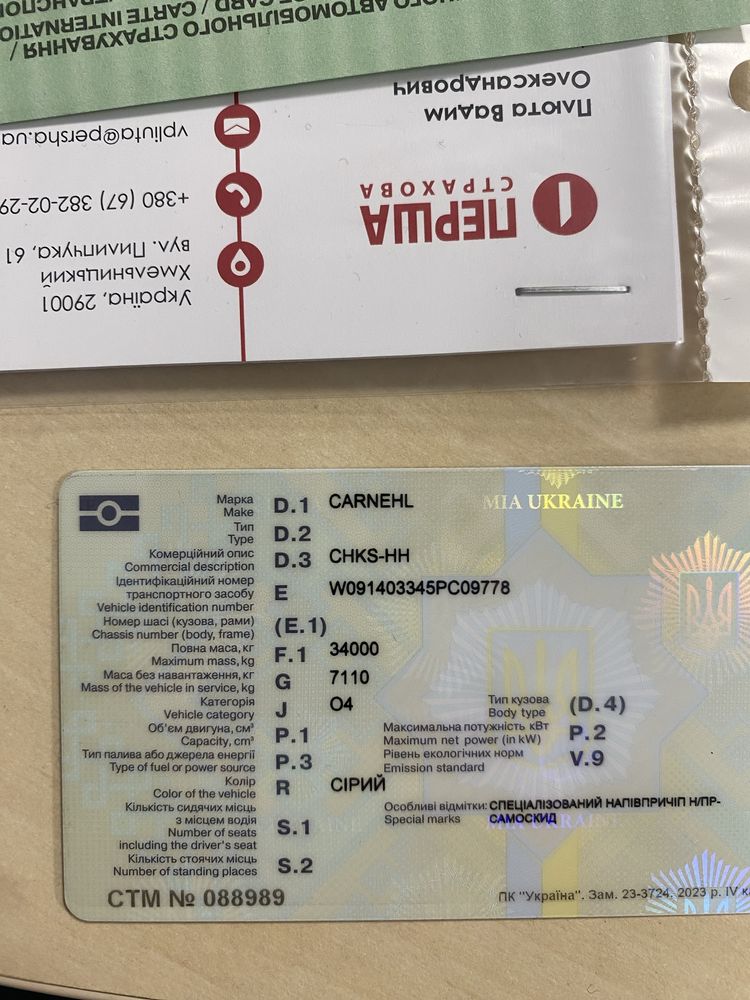 / ЯННАВУХАРТС ОГОНЬЛІБОМОТВА ОГОН
CARD / CARTE INTERNATION
Плюта Вадим
Олександрович
vpliuta@persha.ua
+380 (67) 382-02-29
Україна, 29001
Хмельницький
вул. Пилипчука, 61
ПЕРША
СТРАХОВА
Марка
Make
D.1 CARNEHL
MIA UKRAINE
Тип
Type
D.2
Комерційний опис
Commercial description
D.3 CHKS-HH
Ідентифікаційний номер
транспортного засобу
Vehicle identification number
E W091403345PC09778
Номер шасі (кузова, рами)
Chassis number (body, frame)
(E.1)
Повна маса, кг
Maximum mass, kg
F.1 34000
Маса без навантаження, кг
Mass of the vehicle in service, kg
G 7110
Категорія
Vehicle category
J O4
Тип кузова
Body type
(D.4)
Об'єм двигуна, см³
Capacity, cm³
P.1
Максимальна потужність кВт
Maximum net power (in kW)
P.2
Тип палива або джерела енергії
Type of fuel or power source
P.3
Рівень екологічних норм
Emission standard
V.9
Колір
Color of the vehicle
R СІРИЙ
Кількість сидячих місць
з місцем водія
Number of seats
including the driver's seat
S.1
Особливі відмітки: СПЕЦІАЛІЗОВАНИЙ НАПІВПРИЧІП Н/ПР-
Special marks САМОСКИД
MIA UKRAINE
Кількість стоячих місць
Number of standing places
S.2
СТМ № 088989
ПК "Україна". Зам. 23-3724. 2023 р. IV к